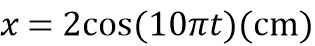 x = 2cos(10πt)(cm)